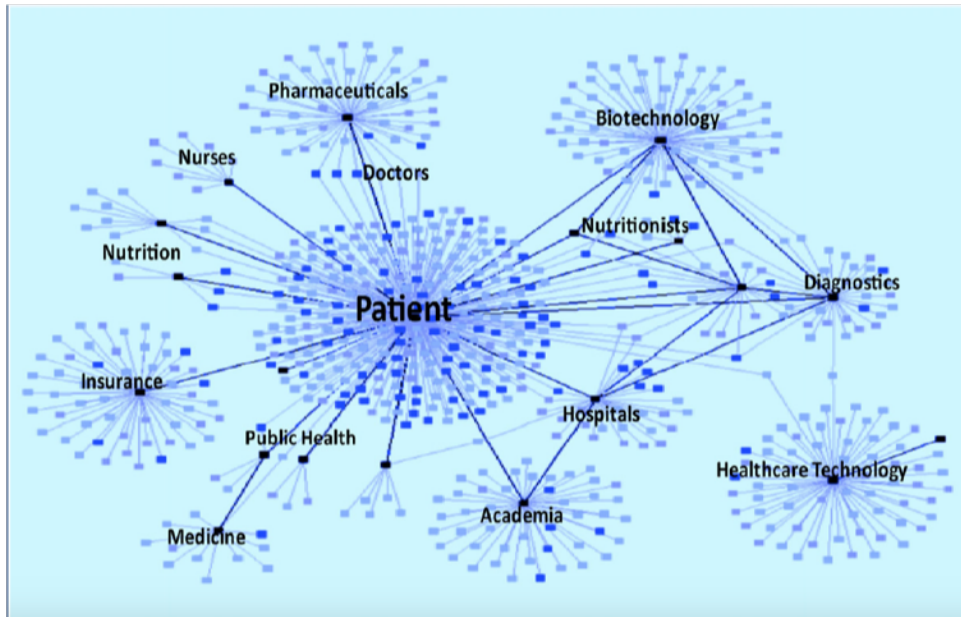 Pharmaceuticals
Biotechnology
Nurses
Doctors
Nutritionists
Nutrition
Diagnostics
Patient
Insurance
Hospitals
Public Health
Healthcare Technology
Academia
Medicine